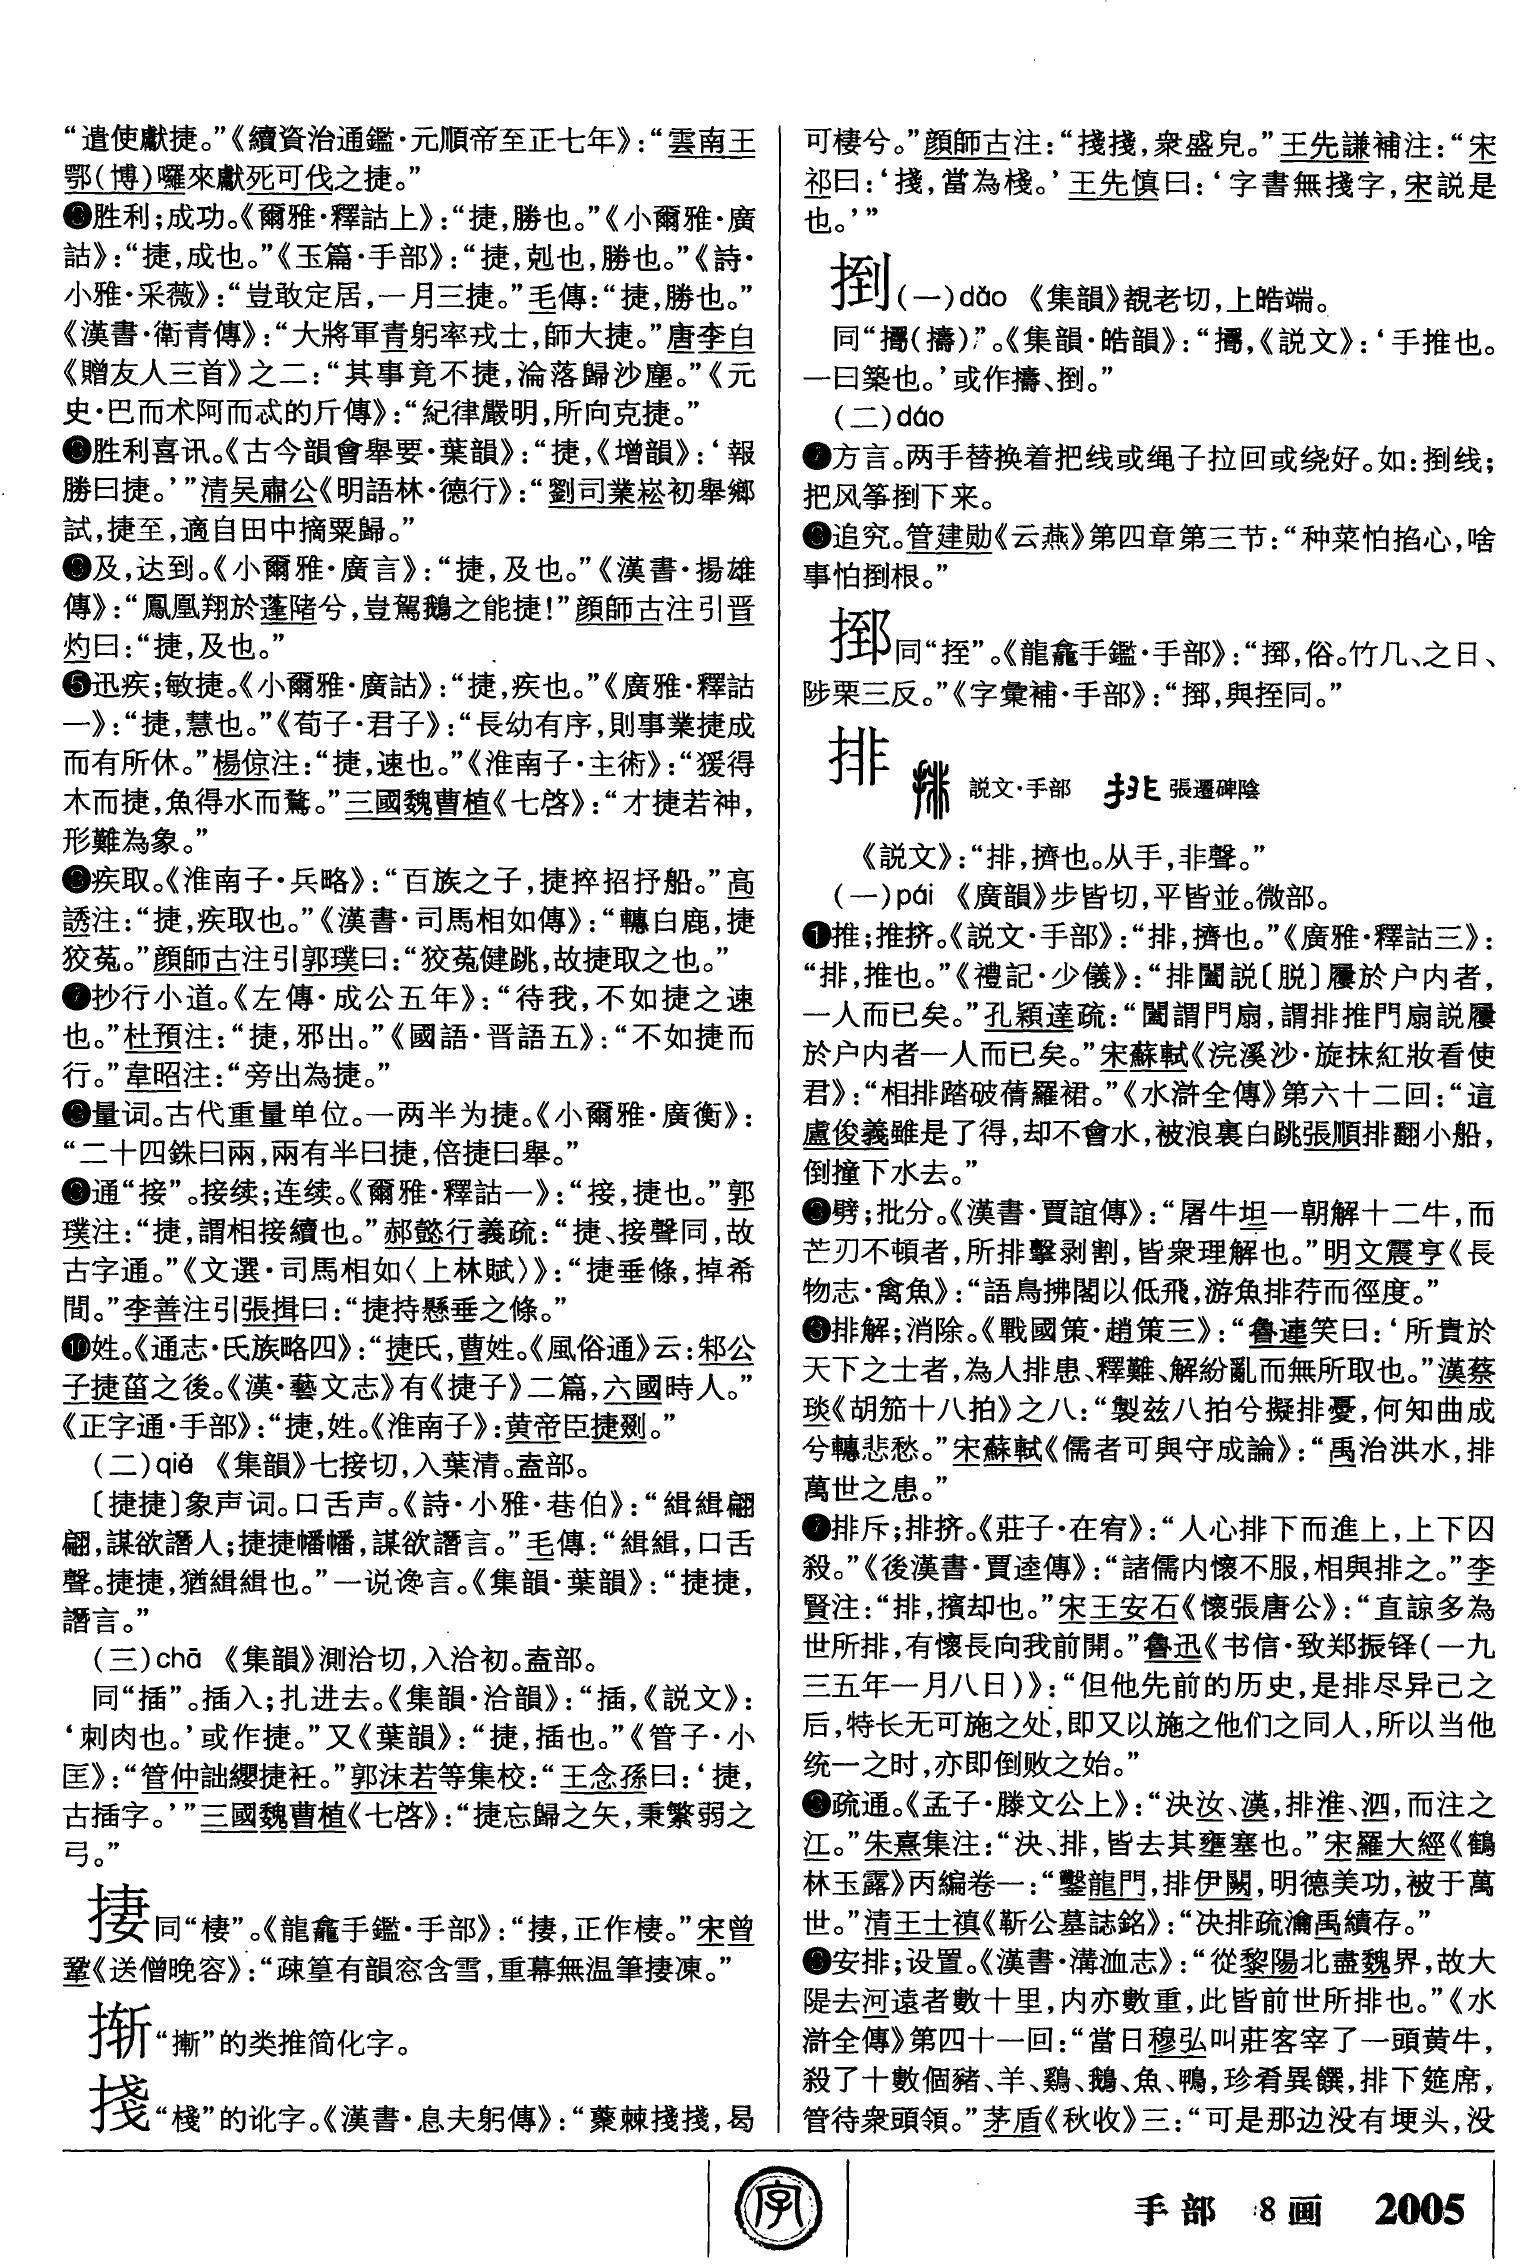 “遣使獻捷。”《續資治通鑑·元順帝至正七年》：“雲南王
鄂(博)囉來獻死可伐之捷。”
❷胜利；成功。《爾雅·釋詁上》：“捷，勝也。”《小爾雅·廣
詁》：“捷，成也。”《玉篇·手部》：“捷，剋也，勝也。”《詩·
小雅·采薇》：“豈敢定居，一月三捷。”毛傳：“捷，勝也。”
《漢書·衛青傳》：“大將軍青躬率戎士，師大捷。”唐李白
《贈友人三首》之二：“其事竟不捷，淪落歸沙塵。”《元
史·巴而术阿而忒的斤傳》：“紀律嚴明，所向克捷。”
❸胜利喜讯。《古今韻會舉要·葉韻》：“捷，《增韻》：‘報
勝曰捷。’”清吴肅公《明語林·德行》：“劉司業崧初舉鄉
試，捷至，適自田中摘粟歸。”
❹及，达到。《小爾雅·廣言》：“捷，及也。”《漢書·揚雄
傳》：“鳳凰翔於蓬陼兮，豈駕鵝之能捷！”顔師古注引晋
灼曰：“捷，及也。”
❺迅疾；敏捷。《小爾雅·廣詁》：“捷，疾也。”《廣雅·釋詁
一》：“捷，慧也。”《荀子·君子》：“長幼有序，則事業捷成
而有所休。”楊倞注：“捷，速也。”《淮南子·主術》：“猨得
木而捷，魚得水而騖。”三國魏曹植《七啓》：“才捷若神，
形難為象。”
❻疾取。《淮南子·兵略》：“百族之子，捷捽招抒船。”高
誘注：“捷，疾取也。”《漢書·司馬相如傳》：“轊白鹿，捷
狡菟。”顔師古注引郭璞曰：“狡菟健跳，故捷取之也。”
❼抄行小道。《左傳·成公五年》：“待我，不如捷之速
也。”杜預注：“捷，邪出。”《國語·晋語五》：“不如捷而
行。”韋昭注：“旁出為捷。”
❽量词。古代重量单位。一两半为捷。《小爾雅·廣衡》：
“二十四銖曰兩，兩有半曰捷，倍捷曰舉。”
❾通“接”。接续；连续。《爾雅·釋詁一》：“接，捷也。”郭
璞注：“捷，謂相接續也。”郝懿行義疏：“捷、接聲同，故
古字通。”《文選·司馬相如〈上林賦〉》：“捷垂條，掉希
間。”李善注引張揖曰：“捷持懸垂之條。”
❿姓。《通志·氏族略四》：“捷氏，曹姓。《風俗通》云：邾公
子捷菑之後。《漢·藝文志》有《捷子》二篇，六國時人。”
《正字通·手部》：“捷，姓。《淮南子》：黄帝臣捷剟。”
(二)qiè 《集韻》七接切，入葉清。盍部。
〔捷捷〕象声词。口舌声。《詩·小雅·巷伯》：“緝緝翩
翩，謀欲譖人；捷捷幡幡，謀欲譖言。”毛傳：“緝緝，口舌
聲。捷捷，猶緝緝也。”一说谗言。《集韻·葉韻》：“捷捷，
譖言。”
(三)chā 《集韻》測洽切，入洽初。盍部。
同“插”。插入；扎进去。《集韻·洽韻》：“插，《説文》：
‘刺肉也。’或作捷。”又《葉韻》：“捷，插也。”《管子·小
匡》：“管仲詘纓捷衽。”郭沫若等集校：“王念孫曰：‘捷，
古插字。’”三國魏曹植《七啓》：“捷忘歸之矢，秉繁弱之
弓。”
捿同“棲”。《龍龕手鑑·手部》：“捿，正作棲。”宋曾
鞏《送僧晚容》：“疎篁有韻窓含雪，重幕無温筆捿凍。”
㨻“摲”的类推简化字。
㨫“棧”的讹字。《漢書·息夫躬傳》：“藂棘㨫㨫，曷
可棲兮。”顔師古注：“㨫㨫，衆盛皃。”王先謙補注：“宋
祁曰：‘㨫，當為棧。’王先慎曰：‘字書無㨫字，宋説是
也。’”
捯(一)dǎo 《集韻》覩老切，上皓端。
同“㨶(擣)”。《集韻·皓韻》：“㨶，《説文》：‘手推也。
一曰築也。’或作擣、捯。”
(二)dáo
❶方言。两手替换着把线或绳子拉回或绕好。如：捯线；
把风筝捯下来。
❷追究。管建勋《云燕》第四章第三节：“种菜怕掐心，啥
事怕捯根。”
同“挃”。《龍龕手鑑·手部》：“，俗。竹几、之日、
陟栗三反。”《字彙補·手部》：“，與挃同。”
排 説文·手部 張遷碑陰
《説文》：“排，擠也。从手，非聲。”
(一)pái 《廣韻》步皆切，平皆並。微部。
❶推；推挤。《説文·手部》：“排，擠也。”《廣雅·釋詁三》：
“排，推也。”《禮記·少儀》：“排闔説〔脱〕屨於户内者，
一人而已矣。”孔穎達疏：“闔謂門扇，謂排推門扇説屨
於户内者一人而已矣。”宋蘇軾《浣溪沙·旋抹紅妝看使
君》：“相排踏破蒨羅裙。”《水滸全傳》第六十二回：“這
盧俊義雖是了得，却不會水，被浪裏白跳張順排翻小船，
倒撞下水去。”
❷劈；批分。《漢書·賈誼傳》：“屠牛坦一朝解十二牛，而
芒刃不頓者，所排擊剥割，皆衆理解也。”明文震亨《長
物志·禽魚》：“語鳥拂閣以低飛，游魚排荇而徑度。”
❸排解；消除。《戰國策·趙策三》：“魯連笑曰：‘所貴於
天下之士者，為人排患、釋難、解紛亂而無所取也。”漢蔡
琰《胡笳十八拍》之八：“製兹八拍兮擬排憂，何知曲成
兮轉悲愁。”宋蘇軾《儒者可與守成論》：“禹治洪水，排
萬世之患。”
❹排斥；排挤。《莊子·在宥》：“人心排下而進上，上下囚
殺。”《後漢書·賈逵傳》：“諸儒内懷不服，相與排之。”李
賢注：“排，擯却也。”宋王安石《懷張唐公》：“直諒多為
世所排，有懷長向我前開。”魯迅《书信·致郑振铎(一九
三五年一月八日)》：“但他先前的历史，是排尽异己之
后，特长无可施之处，即又以施之他们之同人，所以当他
统一之时，亦即倒败之始。”
❺疏通。《孟子·滕文公上》：“決汝、漢，排淮、泗，而注之
江。”朱熹集注：“決、排，皆去其壅塞也。”宋羅大經《鶴
林玉露》丙編卷一：“鑿龍門，排伊闕，明德美功，被于萬
世。”清王士禛《靳公墓誌銘》：“决排疏瀹禹績存。”
❻安排；设置。《漢書·溝洫志》：“從黎陽北盡魏界，故大
隄去河遠者數十里，内亦數重，此皆前世所排也。”《水
滸全傳》第四十一回：“當日穆弘叫莊客宰了一頭黄牛，
殺了十數個豬、羊、鷄、鵝、魚、鴨，珍肴異饌，排下筵席，
管待衆頭領。”茅盾《秋收》三：“可是那边没有埂头，没
字
手部 8画 2005